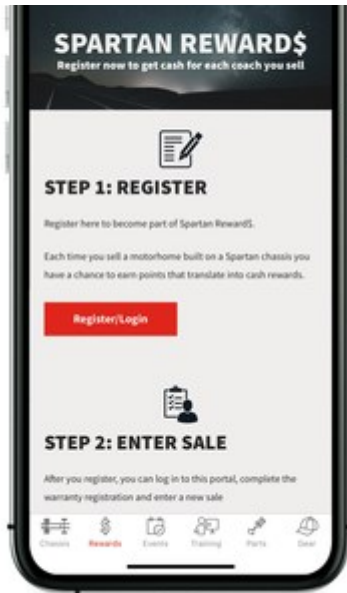 SPARTAN REWARD$
Register now to get cash for each coach you sell
STEP 1: REGISTER
Register here to become part of Spartan Reward$.
Each time you sell a motorhome built on a Spartan chassis you
have a chance to earn points that translate into cash rewards.
Register/Login
STEP 2: ENTER SALE
After you register, you can log in to this portal, complete the
warranty registration and enter a new sale
Chassis Rewards Events Training Parts Gear